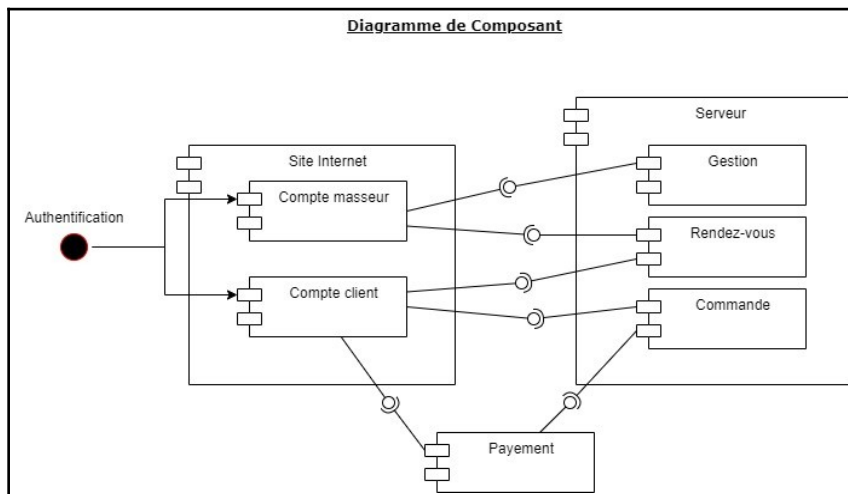 Diagramme de Composant
Serveur
Site Internet
Gestion
Compte masseur
Authentification
Rendez-vous
Compte client
Commande
Payement